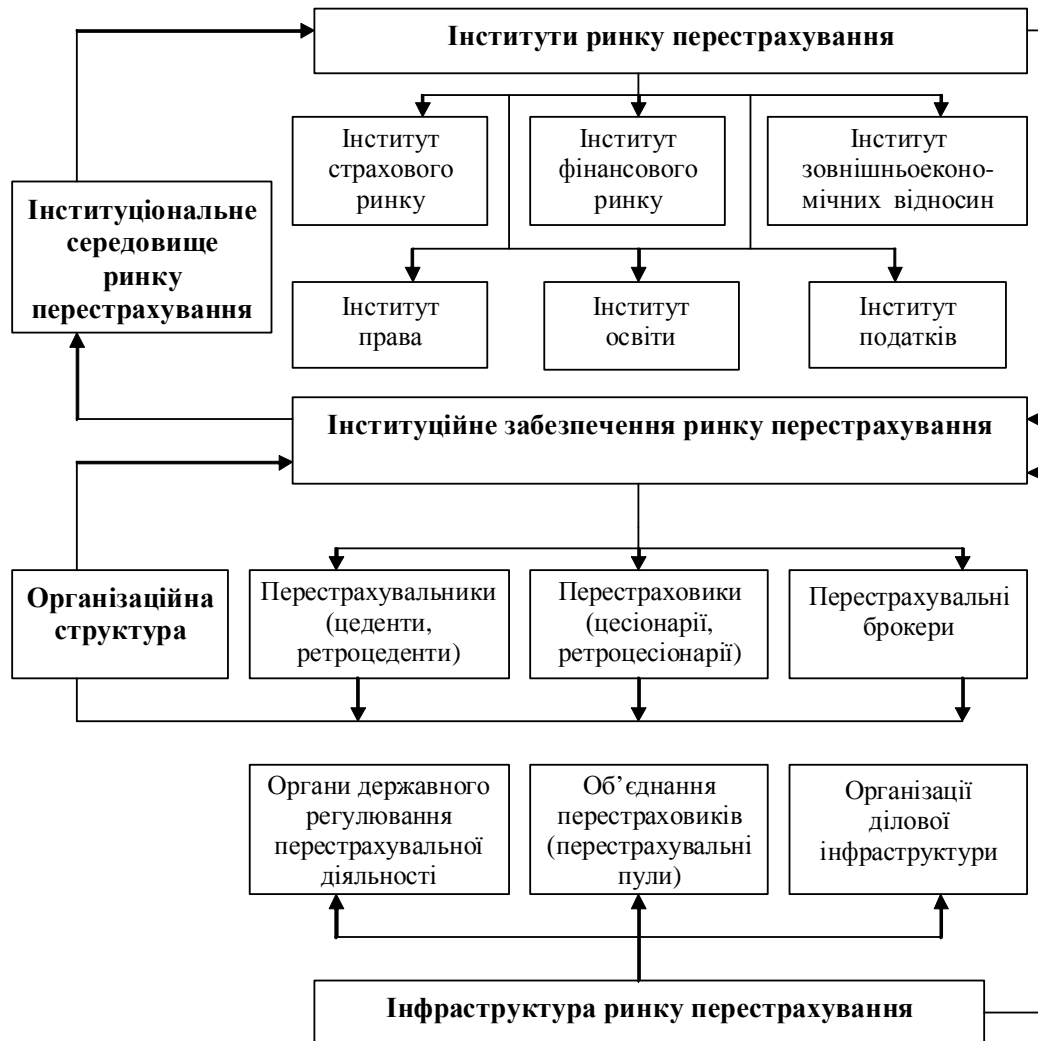 Інститути ринку перестрахування
Інститут
страхового
ринку
Інститут
фінансового
ринку
Інститут
зовнішньоеконо-
мічних відносин
Інституціональне
середовище
ринку
перестрахування
Інститут
права
Інститут
освіти
Інститут
податків
Інституційне забезпечення ринку перестрахування
Організаційна
структура
Перестрахувальники
(цеденти,
ретроцеденти)
Перестраховики
(цесіонарії,
ретроцесіонарії)
Перестрахувальні
брокери
Органи державного
регулювання
перестрахувальної
діяльності
Об’єднання
перестраховиків
(перестрахувальні
пули)
Організації
ділової
інфраструктури
Інфраструктура ринку перестрахування